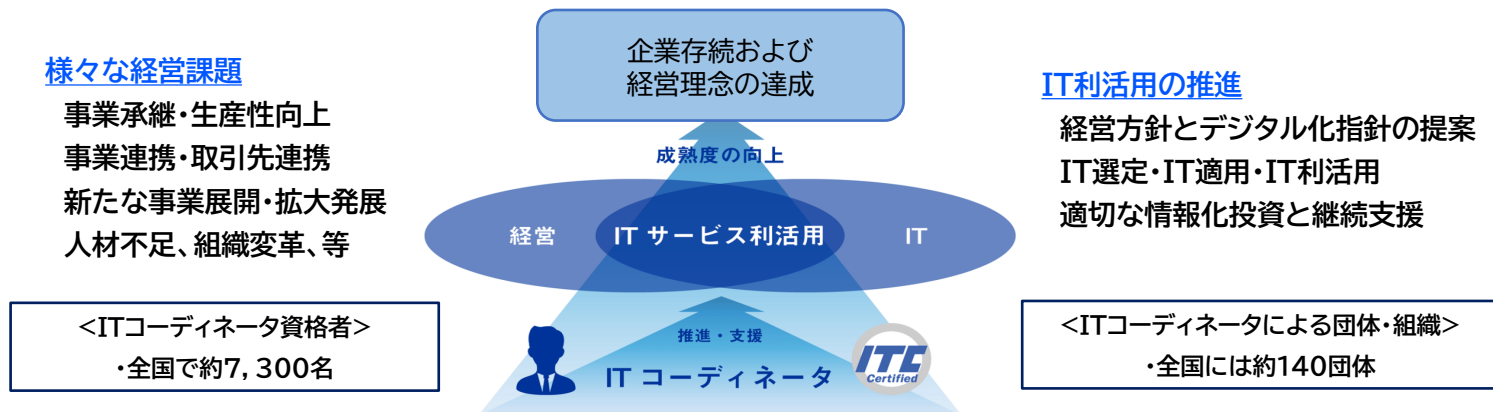 企業存続および
経営理念の達成
様々な経営課題
事業承継・生産性向上
事業連携・取引先連携
新たな事業展開・拡大発展
人材不足、組織変革、等
成熟度の向上
経営
IT サービス利活用
IT
IT利活用の推進
経営方針とデジタル化指針の提案
IT選定・IT適用・IT利活用
適切な情報化投資と継続支援
<ITコーディネータ資格者>
・全国で約7,300名
推進・支援
IT コーディネータ
ITC
Certified
<ITコーディネータによる団体・組織>
・全国には約140団体